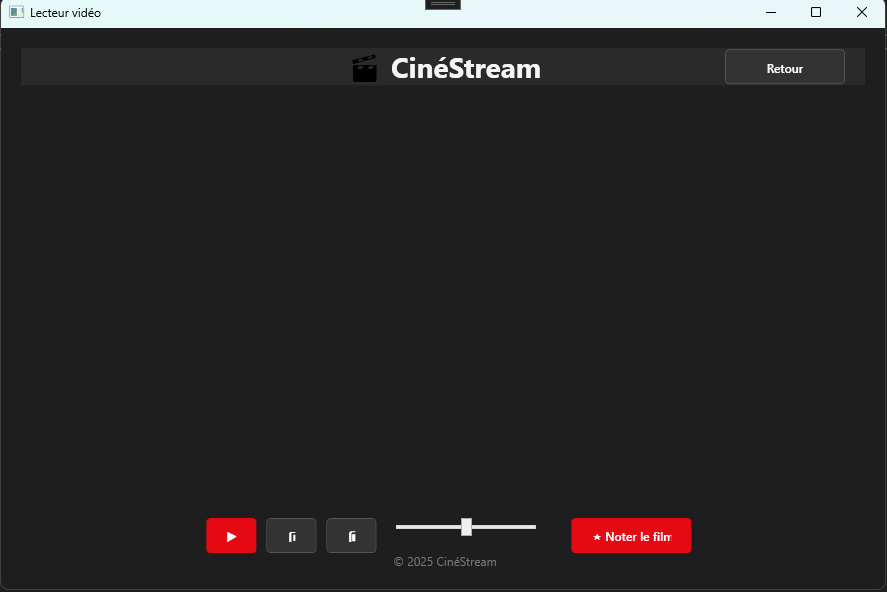 Lecteur vidéo
CinéStream
Retour
★ Noter le film
© 2025 CinéStream